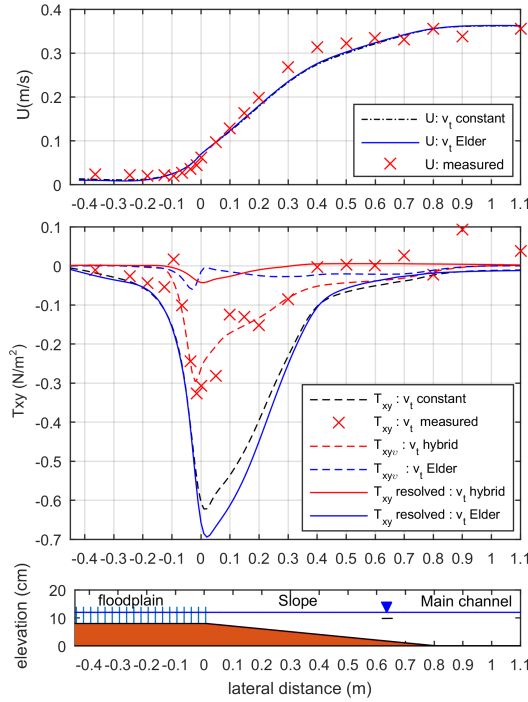 0.4
0.3
0.2
0.1
0
U(m/s)
U: v_t constant
U: v_t Elder
U: measured
-0.4 -0.3 -0.2 -0.1 0 0.1 0.2 0.3 0.4 0.5 0.6 0.7 0.8 0.9 1.0 1.1
0.1
0
-0.1
-0.2
-0.3
-0.4
-0.5
-0.6
-0.7
Txy (N/m²)
T_xy : v_t constant
T_xy : v_t measured
T_xyv : v_t hybrid
T_xyv : v_t Elder
T_xy resolved : v_t hybrid
T_xy resolved : v_t Elder
-0.4 -0.3 -0.2 -0.1 0 0.1 0.2 0.3 0.4 0.5 0.6 0.7 0.8 0.9 1.0 1.1
20
10
0
elevation (cm)
floodplain Slope Main channel
-0.4 -0.3 -0.2 -0.1 0 0.1 0.2 0.3 0.4 0.5 0.6 0.7 0.8 0.9 1.0 1.1
lateral distance (m)